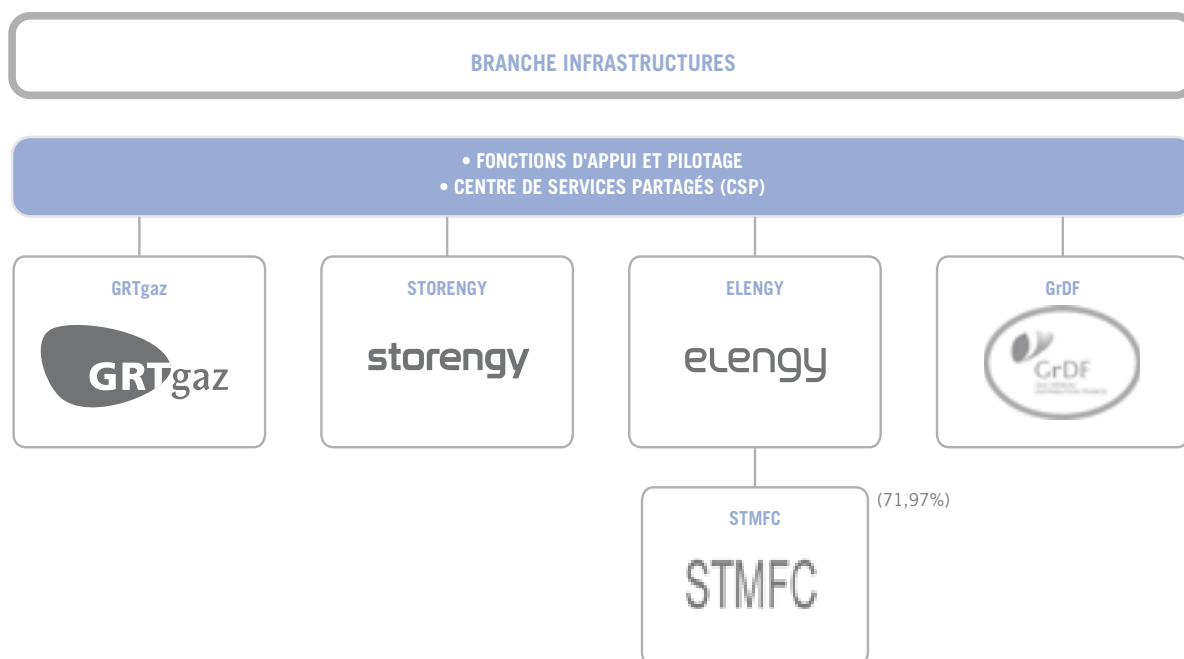 BRANCHE INFRASTRUCTURES
• FONCTIONS D'APPUI ET PILOTAGE
• CENTRE DE SERVICES PARTAGÉS (CSP)
GRTgaz
GRTgaz
STORENGY
storengy
ELENGY
elengy
GrDF
GrDF
STMFC
(71,97%)
STMFC